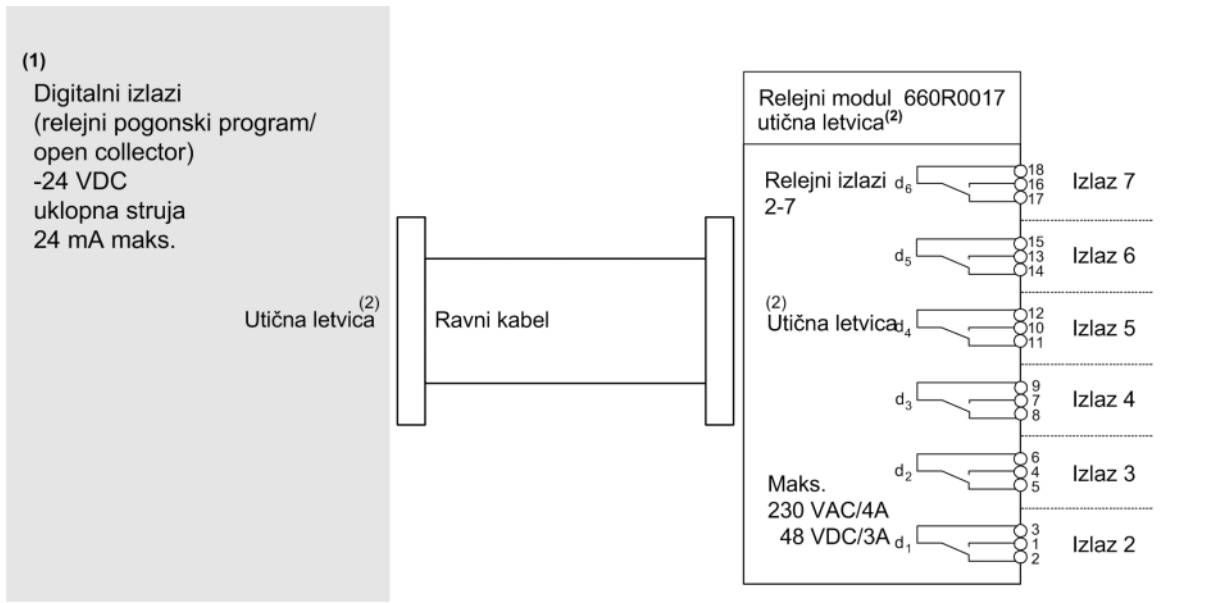 (1)
Digitalni izlazi
(relejni pogonski program/
open collector)
-24 VDC
uklopna struja
24 mA maks.
(2)
Utična letvica
Ravni kabel
Relejni modul 660R0017
utična letvica(2)
Relejni izlazi
2-7
d6
18
16
17
Izlaz 7
d5
15
13
14
Izlaz 6
(2)
Utična letvica
d4
12
10
11
Izlaz 5
d3
9
7
8
Izlaz 4
d2
6
4
5
Izlaz 3
Maks.
230 VAC/4A
48 VDC/3A
d1
3
1
2
Izlaz 2